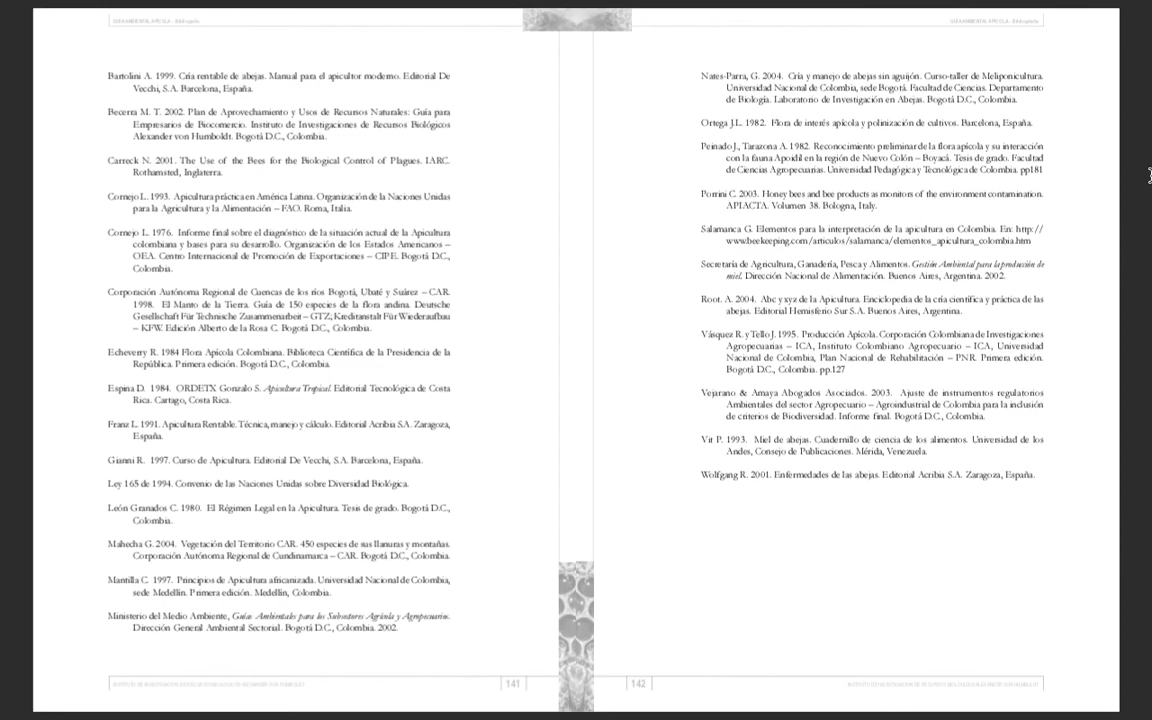 GUÍA AMBIENTAL APÍCOLA - Bibliografía
Bartolini A. 1999. Cría rentable de abejas. Manual para el apicultor moderno. Editorial De
Vecchi, S.A. Barcelona, España.
Becerra M. T. 2002. Plan de Aprovechamiento y Usos de Recursos Naturales: Guía para
Empresarios de Biocomercio. Instituto de Investigaciones de Recursos Biológicos
Alexander von Humboldt. Bogotá D.C., Colombia.
Carreck N. 2001. The Use of the Bees for the Biological Control of Plagues. IARC.
Rothamsted, Inglaterra.
Cornejo L. 1993. Apicultura práctica en América Latina. Organización de la Naciones Unidas
para la Agricultura y la Alimentación – FAO. Roma, Italia.
Cornejo L. 1976. Informe final sobre el diagnóstico de la situación actual de la Apicultura
colombiana y bases para su desarrollo. Organización de los Estados Americanos –
OEA. Centro Internacional de Promoción de Exportaciones – CIPE. Bogotá D.C.,
Colombia.
Corporación Autónoma Regional de Cuencas de los ríos Bogotá, Ubaté y Suárez – CAR.
1998. El Manto de la Tierra. Guía de 150 especies de la flora andina. Deutsche
Gesellschaft Für Technische Zusammenarbeit – GTZ; Kreditanstalt Für Wiederaufbau
– KFW. Edición Alberto de la Rosa C. Bogotá D.C., Colombia.
Echeverry R. 1984 Flora Apícola Colombiana. Biblioteca Científica de la Presidencia de la
República. Primera edición. Bogotá D.C., Colombia.
Espina D. 1984. ORDETX Gonzalo S. Apicultura Tropical. Editorial Tecnológica de Costa
Rica. Cartago, Costa Rica.
Franz L. 1991. Apicultura Rentable. Técnica, manejo y cálculo. Editorial Acribia S.A. Zaragoza,
España.
Gianni R. 1997. Curso de Apicultura. Editorial De Vecchi, S.A. Barcelona, España.
Ley 165 de 1994. Convenio de las Naciones Unidas sobre Diversidad Biológica.
León Granados C. 1980. El Régimen Legal en la Apicultura. Tesis de grado. Bogotá D.C.,
Colombia.
Mahecha G. 2004. Vegetación del Territorio CAR. 450 especies de sus llanuras y montañas.
Corporación Autónoma Regional de Cundinamarca – CAR. Bogotá D.C., Colombia.
Mantilla C. 1997. Principios de Apicultura africanizada. Universidad Nacional de Colombia,
sede Medellín. Primera edición. Medellín, Colombia.
Ministerio del Medio Ambiente, Guías Ambientales para los Subsectores Agrícola y Agropecuarios.
Dirección General Ambiental Sectorial. Bogotá D.C., Colombia. 2002.
INSTITUTO DE INVESTIGACIÓN DE RECURSOS BIOLÓGICOS ALEXANDER VON HUMBOLDT
141
GUÍA AMBIENTAL APÍCOLA - Bibliografía
Nates-Parra, G. 2004. Cría y manejo de abejas sin aguijón. Curso-taller de Meliponicultura.
Universidad Nacional de Colombia, sede Bogotá. Facultad de Ciencias. Departamento
de Biología. Laboratorio de Investigación en Abejas. Bogotá D.C., Colombia.
Ortega J.L. 1982. Flora de interés apícola y polinización de cultivos. Barcelona, España.
Peinado J., Tarazona A. 1982. Reconocimiento preliminar de la flora apícola y su interacción
con la fauna Apoidil en la región de Nuevo Colón – Boyacá. Tesis de grado. Facultad
de Ciencias Agropecuarias. Universidad Pedagógica y Tecnológica de Colombia. pp181
Porrini C. 2003. Honey bees and bee products as monitors of the environment contamination.
APIACTA. Volumen 38. Bologna, Italy.
Salamanca G. Elementos para la interpretación de la apicultura en Colombia. En: http://
www.beekeeping.com/articulos/salamanca/elementos_apicultura_colombia.htm
Secretaría de Agricultura, Ganadería, Pesca y Alimentos. Gestión Ambiental para la producción de
miel. Dirección Nacional de Alimentación. Buenos Aires, Argentina. 2002.
Root. A. 2004. Abc y xyz de la Apicultura. Enciclopedia de la cría científica y práctica de las
abejas. Editorial Hemisferio Sur S.A. Buenos Aires, Argentina.
Vásquez R. y Tello J. 1995. Producción Apícola. Corporación Colombiana de Investigaciones
Agropecuarias – ICA, Instituto Colombiano Agropecuario – ICA, Universidad
Nacional de Colombia, Plan Nacional de Rehabilitación – PNR. Primera edición.
Bogotá D.C., Colombia. pp.127
Vejarano & Amaya Abogados Asociados. 2003. Ajuste de instrumentos regulatorios
Ambientales del sector Agropecuario – Agroindustrial de Colombia para la inclusión
de criterios de Biodiversidad. Informe final. Bogotá D.C., Colombia.
Vit P. 1993. Miel de abejas. Cuadernillo de ciencia de los alimentos. Universidad de los
Andes, Consejo de Publicaciones. Mérida, Venezuela.
Wolfgang R. 2001. Enfermedades de las abejas. Editorial Acribia S.A. Zaragoza, España.
142
INSTITUTO DE INVESTIGACIÓN DE RECURSOS BIOLÓGICOS ALEXANDER VON HUMBOLDT